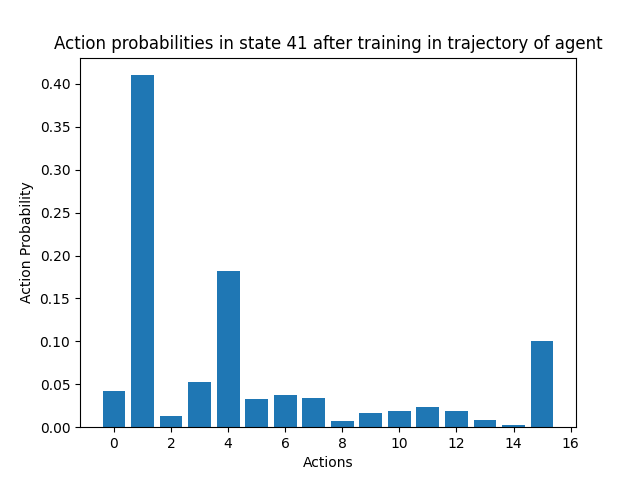 Action probabilities in state 41 after training in trajectory of agent
0.40
0.35
0.30
0.25
0.20
0.15
0.10
0.05
0.00
Action Probability
0 2 4 6 8 10 12 14 16
Actions